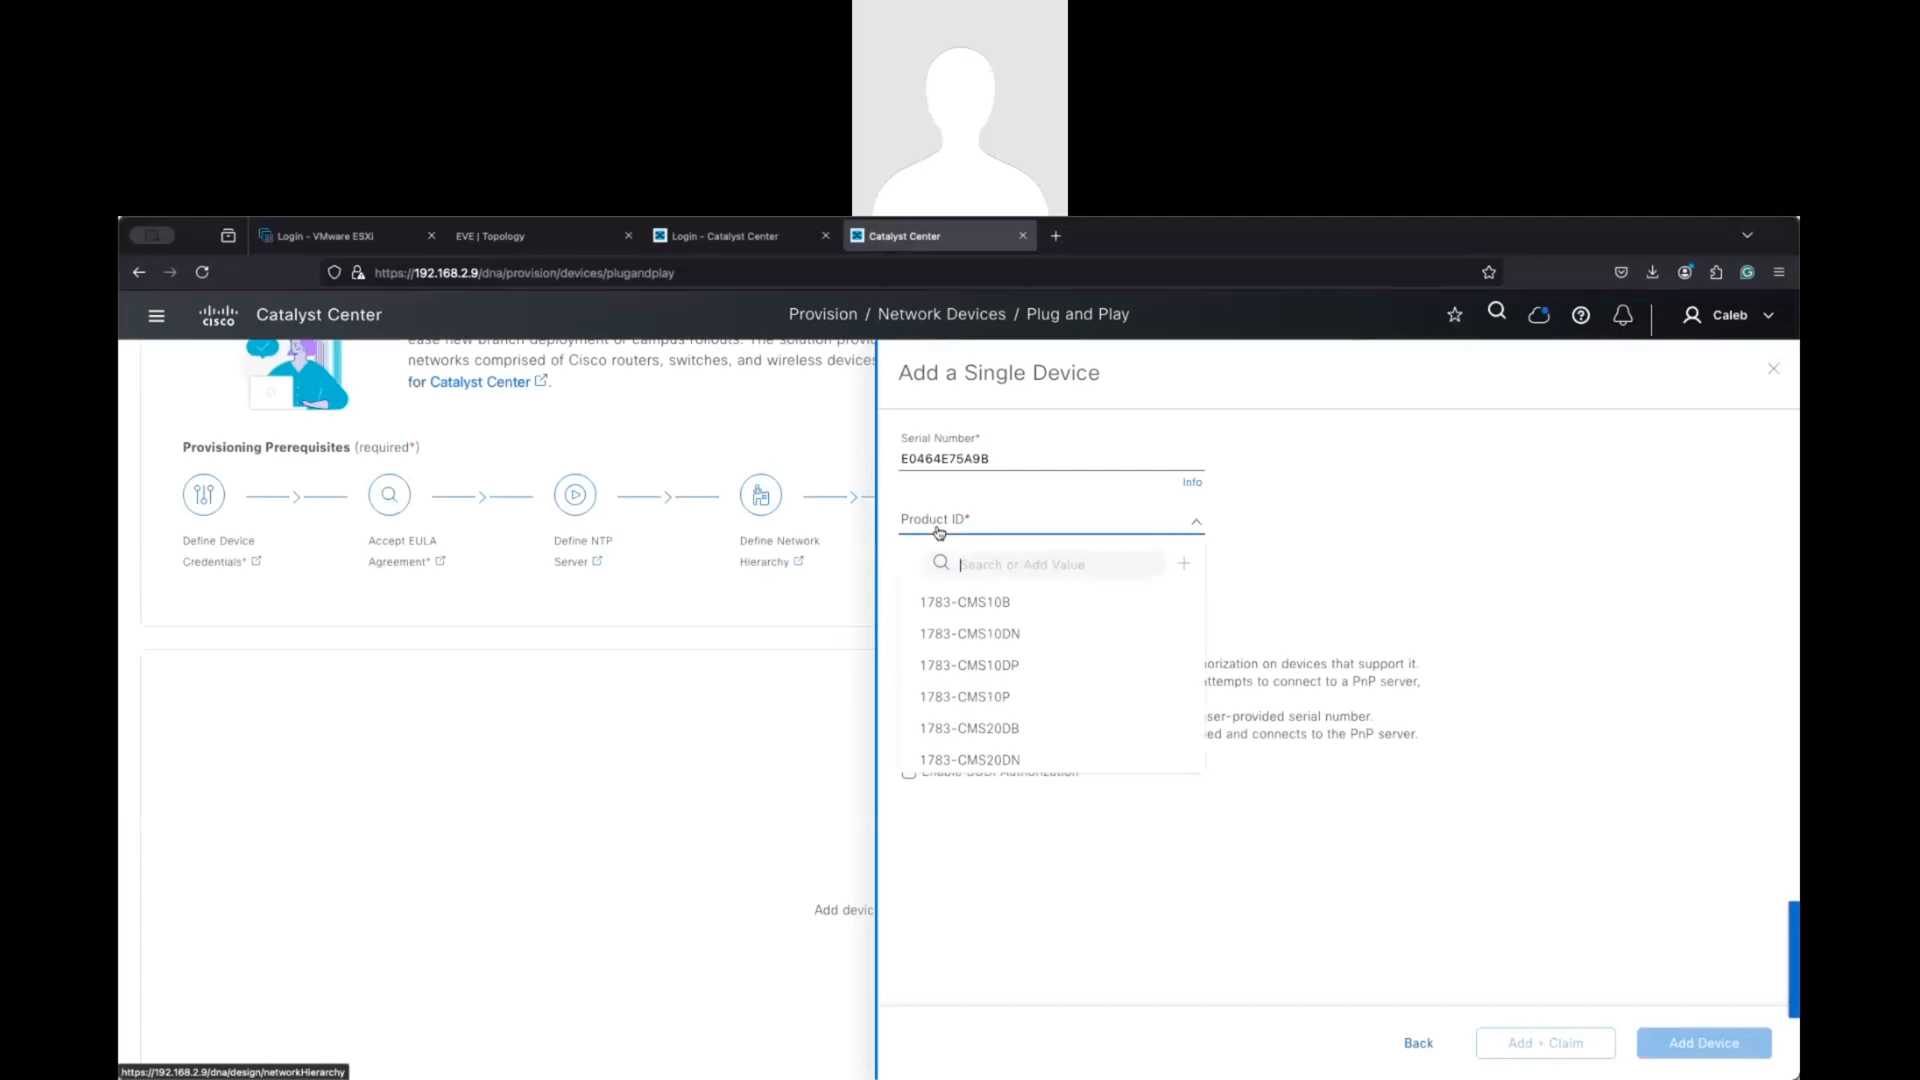 Login - VMware ESXi
EVE | Topology
Login - Catalyst Center
Catalyst Center
https://192.168.2.9/dna/provision/devices/plugandplay
CISCO
Catalyst Center
Provision / Network Devices / Plug and Play
Caleb
networks comprised of Cisco routers, switches, and wireless devices
for Catalyst Center
Provisioning Prerequisites (required*)
Define Device
Credentials*
Accept EULA
Agreement*
Define NTP
Server
Define Network
Hierarchy
Add devic
Add a Single Device
Serial Number*
E0464E75A9B
Info
Product ID*
Search or Add Value
1783-CMS10B
1783-CMS10DN
1783-CMS10DP
1783-CMS10P
1783-CMS20DB
1783-CMS20DN
orization on devices that support it.
ttempts to connect to a PnP server,
ser-provided serial number.
ed and connects to the PnP server.
Back
Add + Claim
Add Device
https://192.168.2.9/dna/design/networkHierarchy